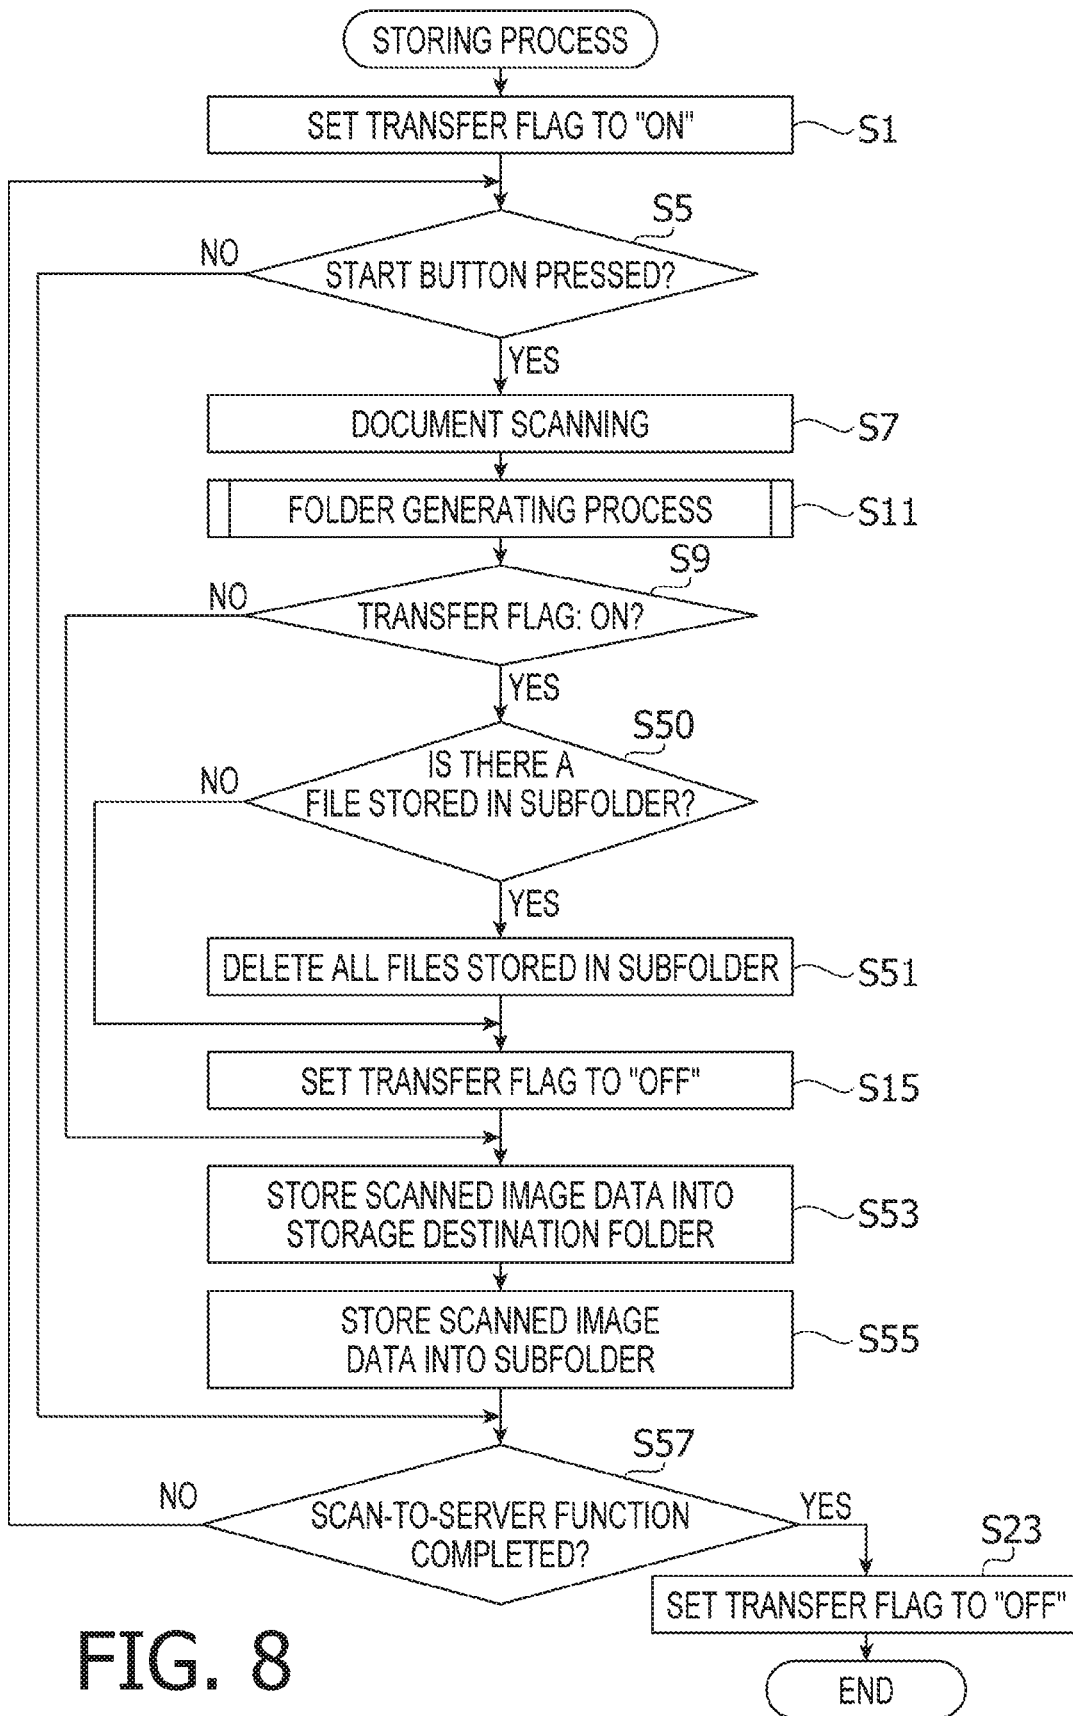 STORING PROCESS
SET TRANSFER FLAG TO "ON"
S1
S5
NO
START BUTTON PRESSED?
YES
DOCUMENT SCANNING
S7
FOLDER GENERATING PROCESS
S11
S9
NO
TRANSFER FLAG: ON?
YES
S50
IS THERE A
NO
FILE STORED IN SUBFOLDER?
YES
DELETE ALL FILES STORED IN SUBFOLDER
S51
SET TRANSFER FLAG TO "OFF"
S15
STORE SCANNED IMAGE DATA INTO
STORAGE DESTINATION FOLDER
S53
STORE SCANNED IMAGE
DATA INTO SUBFOLDER
S55
S57
NO
SCAN-TO-SERVER FUNCTION
COMPLETED?
YES
S23
SET TRANSFER FLAG TO "OFF"
END
FIG. 8